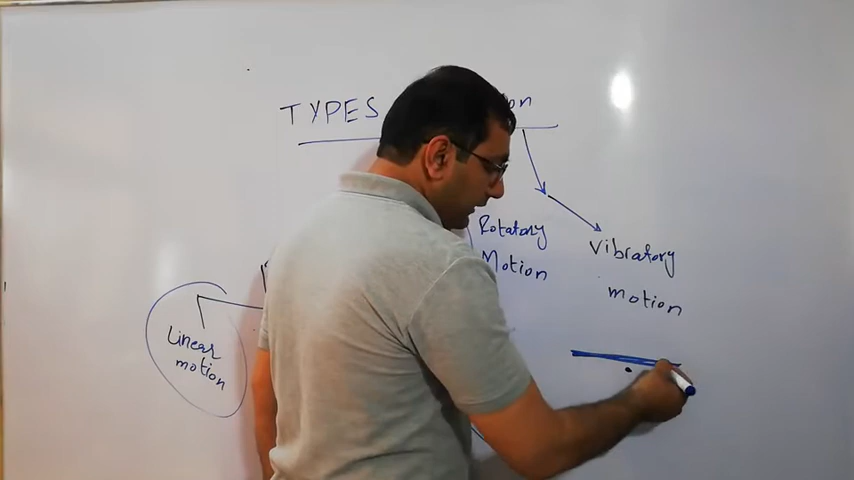 TYPES on
Rotatory
Motion
Vibratory
motion
Linear
motion